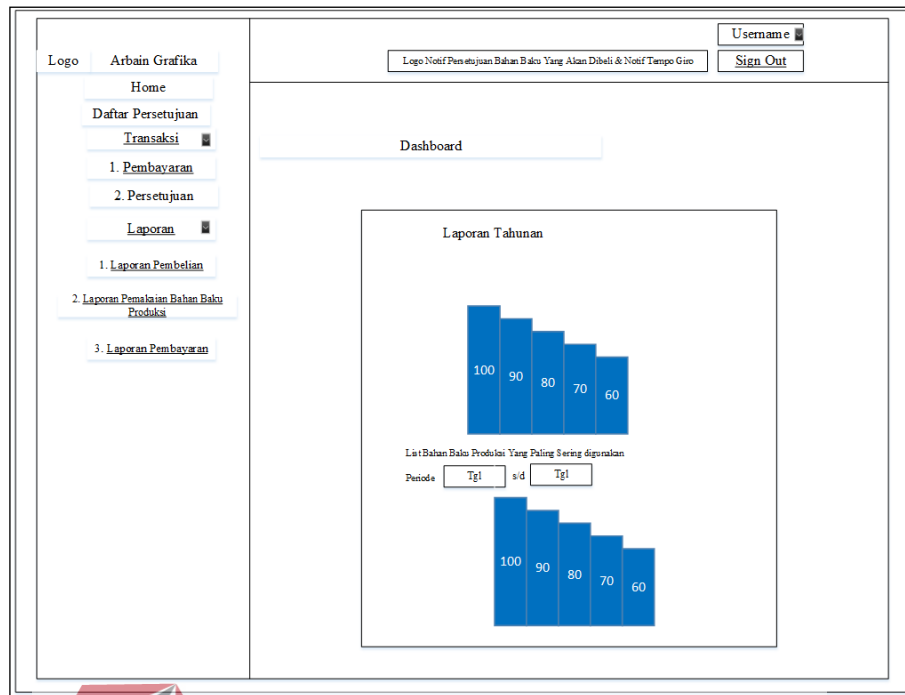 Username
Logo Arbain Grafika
Logo Notif Persetujuan Bahan Baku Yang Akan Dibeli & Notif Tempo Giro
Sign Out
Home
Daftar Persetujuan
Transaksi
1. Pembayaran
2. Persetujuan
Laporan
1. Laporan Pembelian
2. Laporan Pemakaian Bahan Baku
Produksi
3. Laporan Pembayaran
Dashboard
Laporan Tahunan
100 90 80 70 60
List Bahan Baku Produksi Yang Paling Sering digunakan
Periode Tgl s/d Tgl
100 90 80 70 60